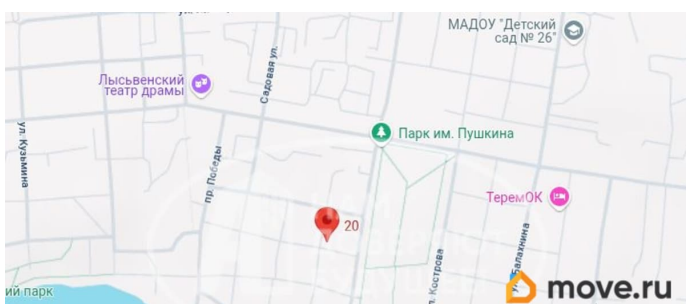 МАДОУ "Детский
сад № 26"
Лысьвенский
театр драмы
Садовая ул.
Парк им. Пушкина
ул. Кузьмина
пр. Победы
ТеремОК
20
л. Кострова
Балахнина
ий парк
move.ru